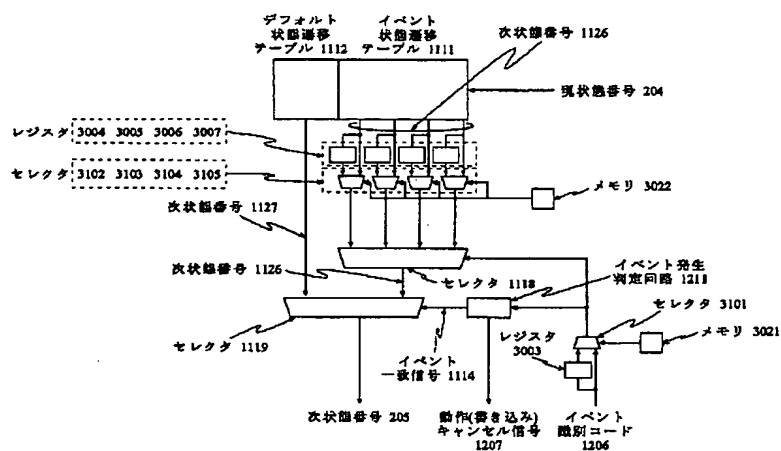 デフォルト
状態遷移
テーブル 1112
イベント
状態遷移
テーブル 1111
次状態番号 1126
現状態番号 204
レジスタ 3004 3005 3006 3007
セレクタ 3102 3103 3104 3105
メモリ 3022
次状態番号 1127
次状態番号 1126
セレクタ 1118
イベント発生
判定回路 1211
セレクタ 3101
メモリ 3021
レジスタ
3003
セレクタ 1119
イベント
一致信号 1114
次状態番号 205
動作(書き込み)
キャンセル信号
1207
イベント
識別コード
1206